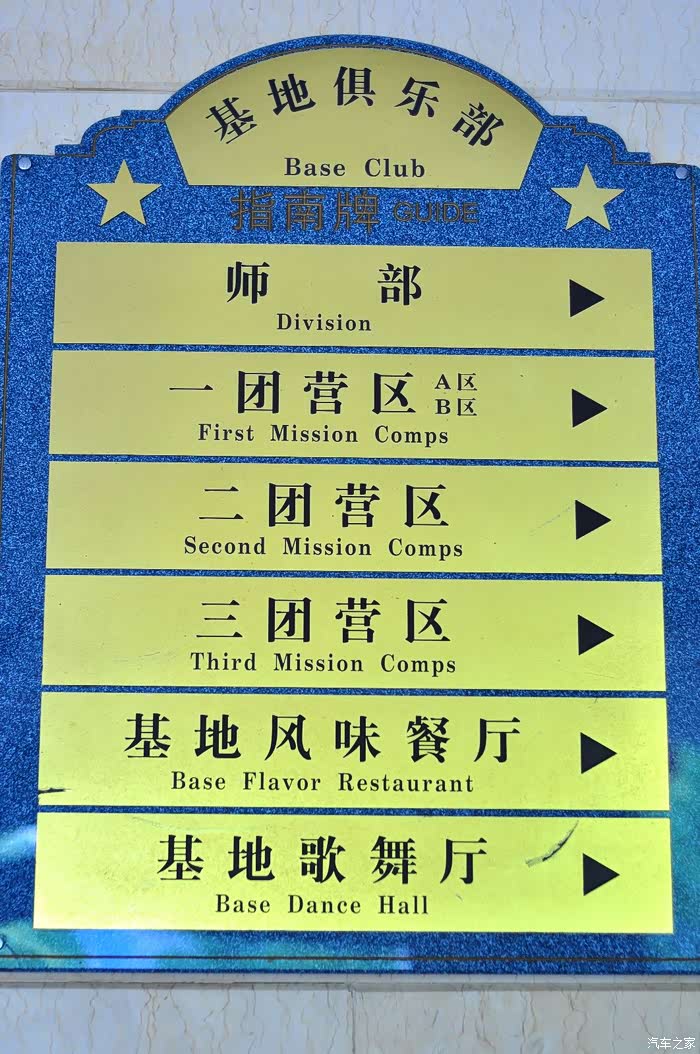 基地俱乐部
Base Club
指南牌 GUIDE
师 部
Division
一团营区 A区
B区
First Mission Comps
二团营区
Second Mission Comps
三团营区
Third Mission Comps
基地风味餐厅
Base Flavor Restaurant
基地歌舞厅
Base Dance Hall
汽车之家